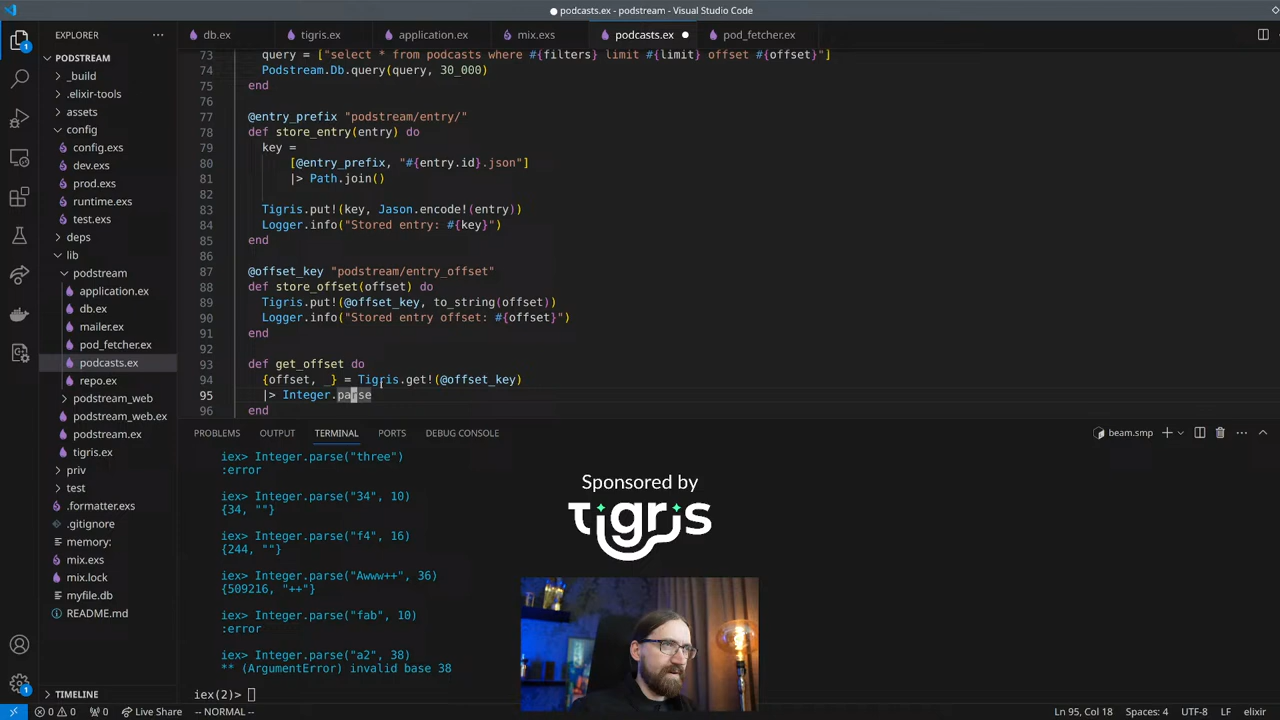 podcasts.ex - podstream - Visual Studio Code
EXPLORER
db.ex
tigris.ex
application.ex
mix.exs
podcasts.ex
pod_fetcher.ex
PODSTREAM
_build
.elixir-tools
assets
config
config.exs
dev.exs
prod.exs
runtime.exs
test.exs
deps
lib
podstream
application.ex
db.ex
mailer.ex
pod_fetcher.ex
podcasts.ex
repo.ex
podstream_web
podstream_web.ex
podstream.ex
tigris.ex
priv
test
.formatter.exs
.gitignore
memory:
mix.exs
mix.lock
myfile.db
README.md
TIMELINE
73 query = ["select * from podcasts where #{filters} limit #{limit} offset #{offset}"]
74 Podstream.Db.query(query, 30_000)
75 end
76
77 @entry_prefix "podstream/entry/"
78 def store_entry(entry) do
79 key =
80 [@entry_prefix, "#{entry.id}.json"]
81 |> Path.join()
82
83 Tigris.put!(key, Jason.encode!(entry))
84 Logger.info("Stored entry: #{key}")
85 end
86
87 @offset_key "podstream/entry_offset"
88 def store_offset(offset) do
89 Tigris.put!(@offset_key, to_string(offset))
90 Logger.info("Stored entry offset: #{offset}")
91 end
92
93 def get_offset do
94 {offset, _} = Tigris.get!(@offset_key)
95 |> Integer.parse
96 end
PROBLEMS OUTPUT TERMINAL PORTS DEBUG CONSOLE
beam.smp
iex> Integer.parse("three")
:error
iex> Integer.parse("34", 10)
{34, ""}
iex> Integer.parse("f4", 16)
{244, ""}
iex> Integer.parse("Awww++", 36)
{509216, "++"}
iex> Integer.parse("fab", 10)
:error
iex> Integer.parse("a2", 38)
** (ArgumentError) invalid base 38
iex(2)>
Sponsored by
tigris
1
1
0 0 0 Live Share -- NORMAL --
Ln 95, Col 18 Spaces: 4 UTF-8 LF elixir